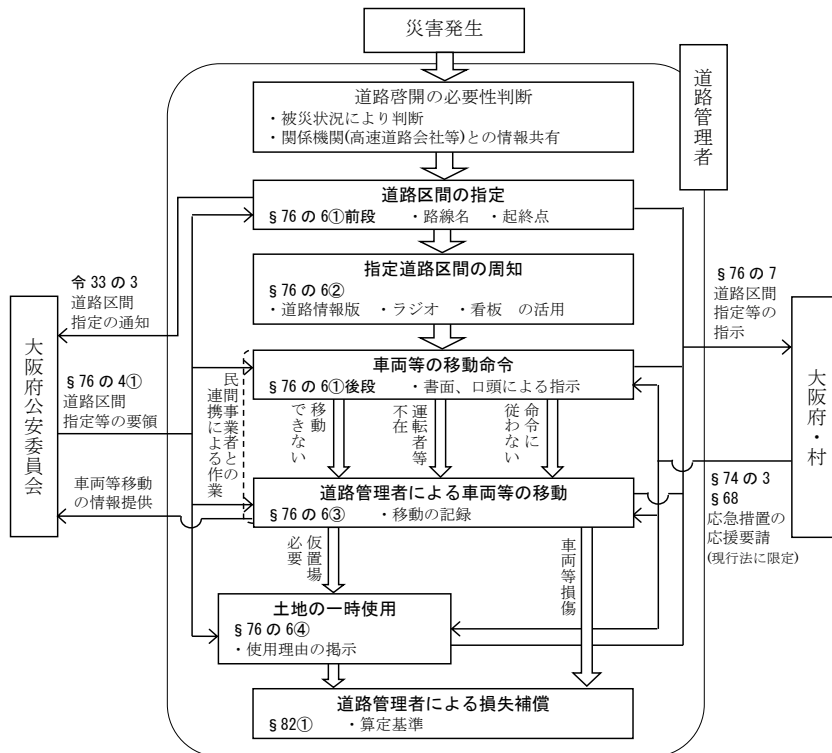 災害発生
道路管理者
道路啓開の必要性判断
・被災状況により判断
・関係機関(高速道路会社等)との情報共有
道路区間の指定
§76の6①前段　・路線名　・起終点
指定道路区間の周知
§76の6②
・道路情報版　・ラジオ　・看板　の活用
令33の3
道路区間
指定の通知
§76の7
道路区間
指定等の
指示
大阪府公安委員会
§76の4①
道路区間
指定等の要領
民間事業者との
連携による作業
車両等の移動命令
§76の6①後段　・書面、口頭による指示
大阪府・村
移動
できない
運転者等
不在
命令に
従わない
車両等移動
の情報提供
道路管理者による車両等の移動
§76の6③　・移動の記録
§74の3
§68
応急措置の
応援要請
(現行法に限定)
仮置場
必要
車両等損傷
土地の一時使用
§76の6④
・使用理由の掲示
道路管理者による損失補償
§82①　・算定基準